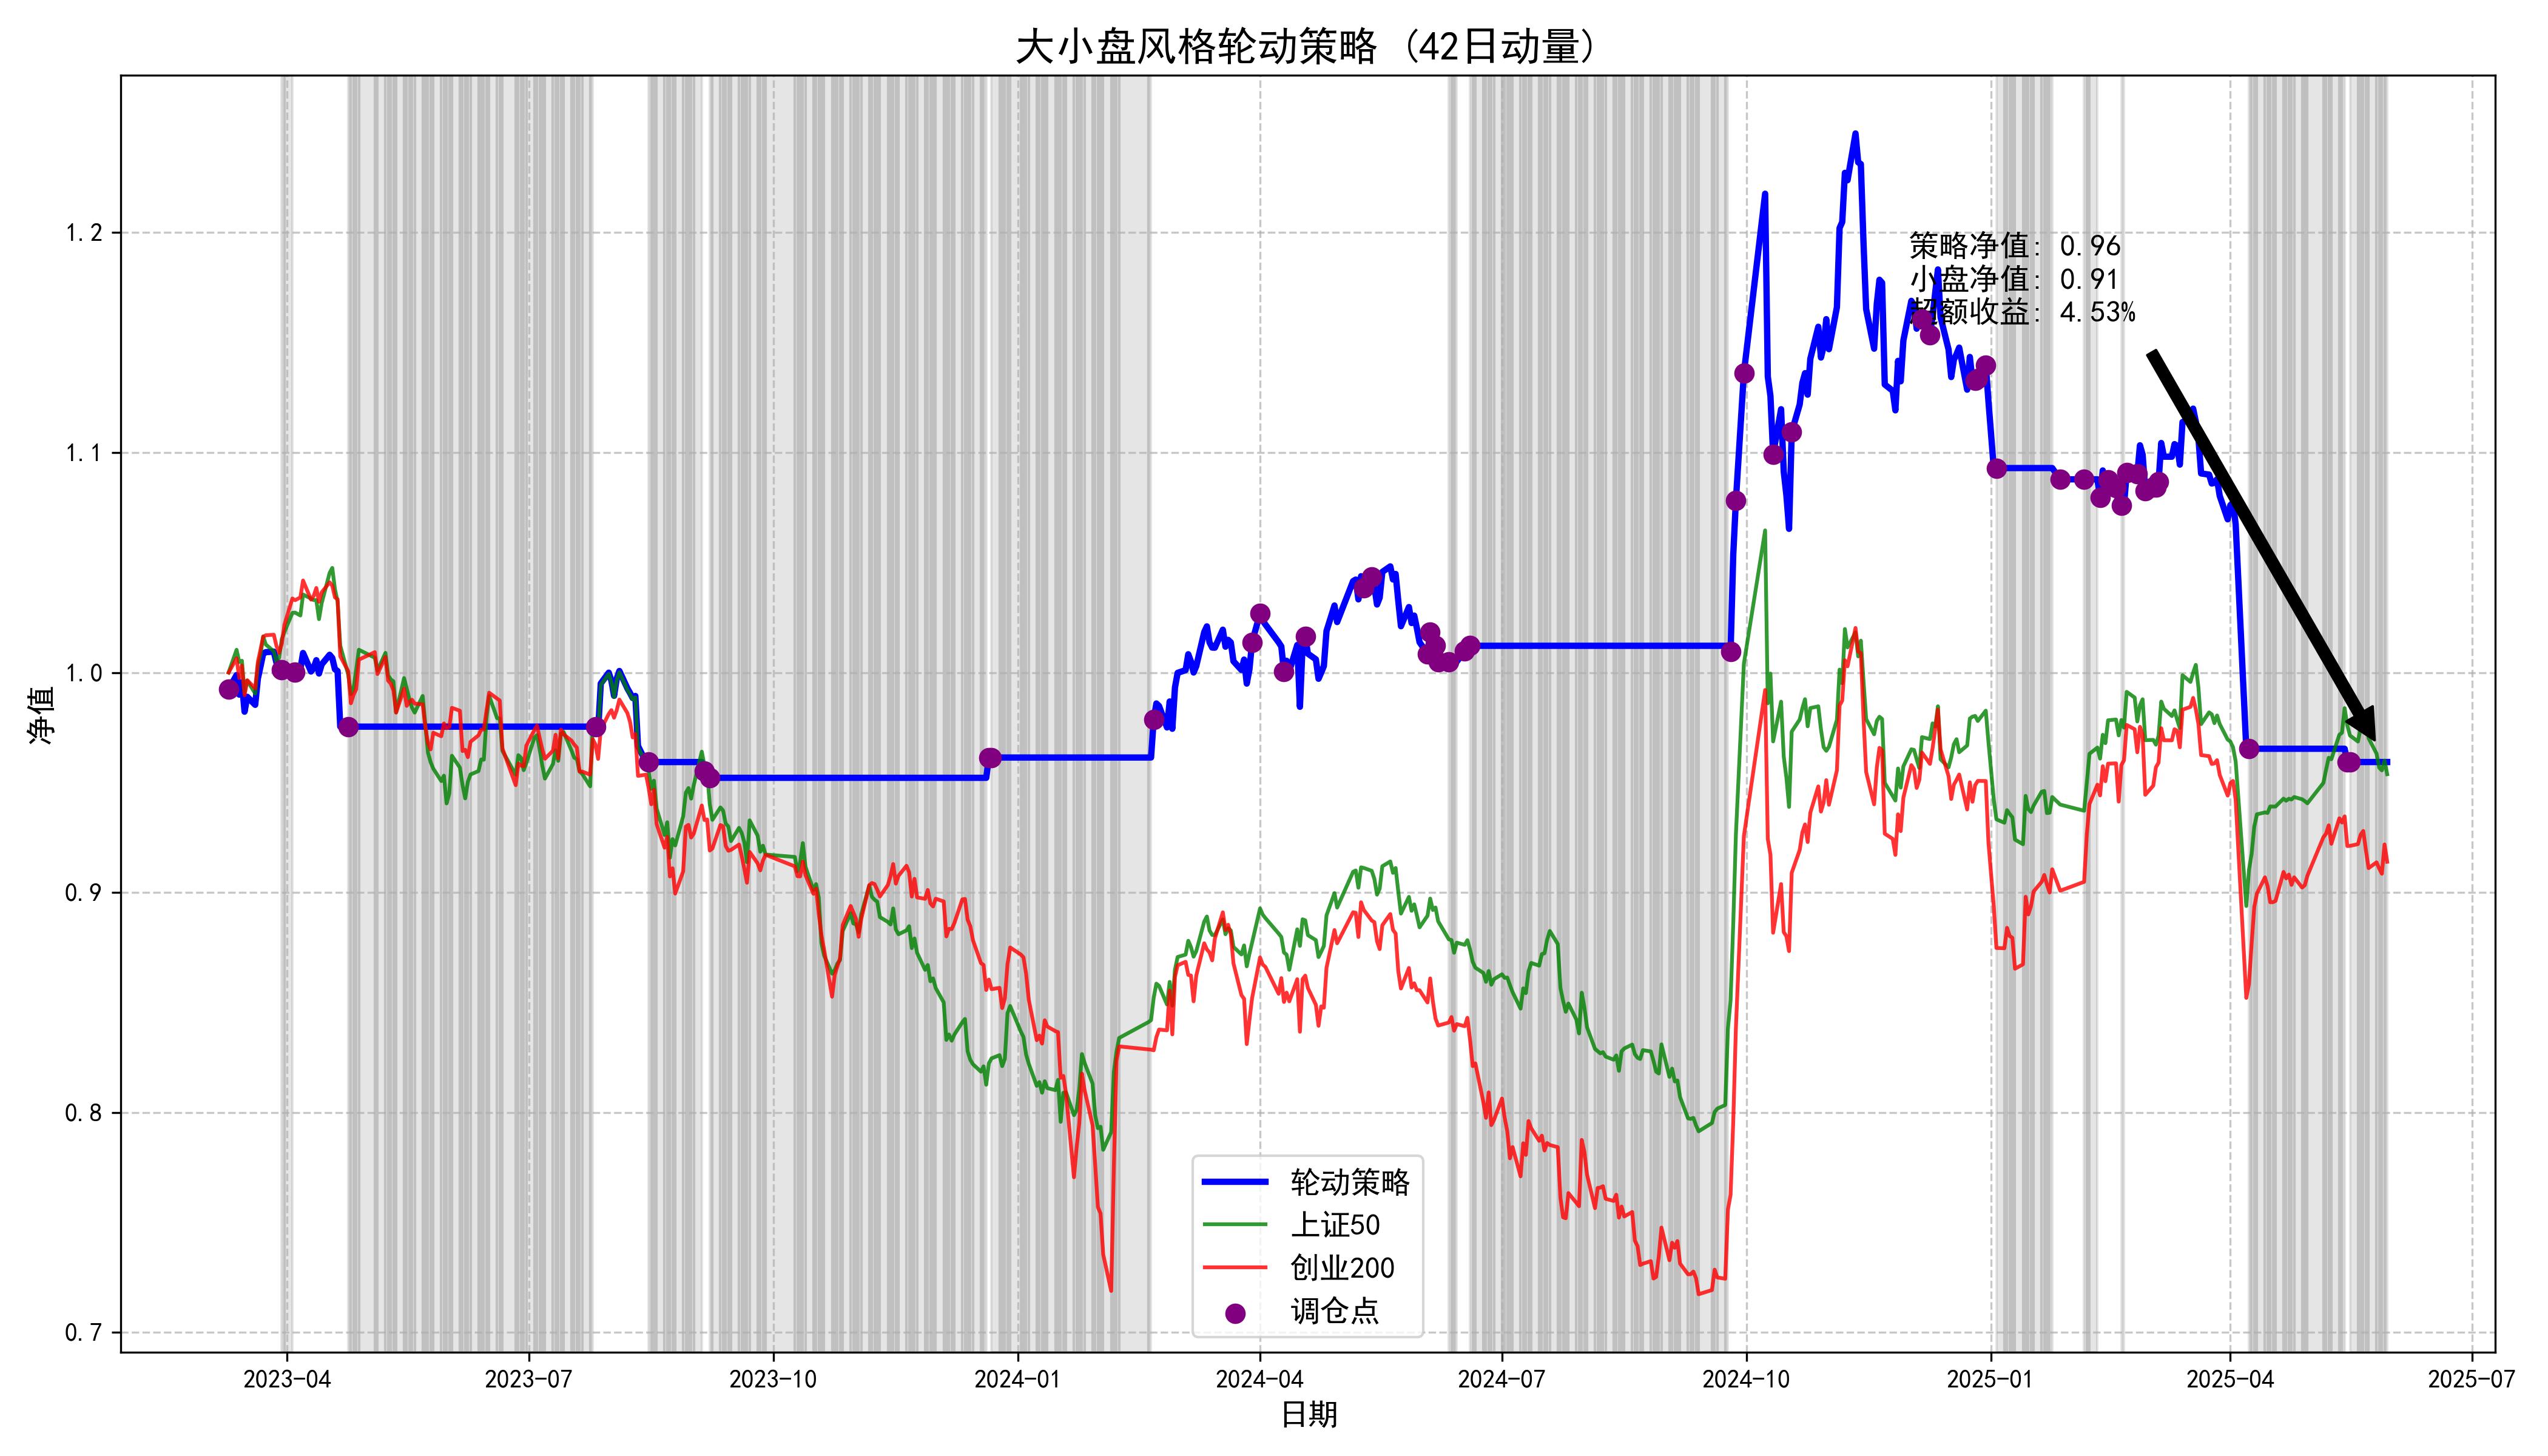 大小盘风格轮动策略 (42日动量)
净值
1.2
1.1
1.0
0.9
0.8
0.7
策略净值: 0.96
小盘净值: 0.91
超额收益: 4.53%
轮动策略
上证50
创业200
调仓点
2023-04
2023-07
2023-10
2024-01
2024-04
2024-07
2024-10
2025-01
2025-04
2025-07
日期